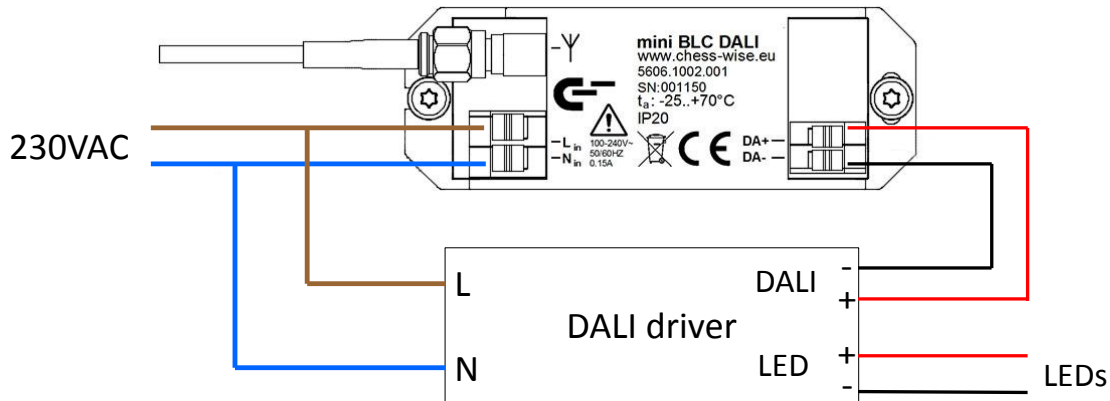 mini BLC DALI
www.chess-wise.eu
5606.1002.001
SN:001150
ta: -25..+70°C
IP20
230VAC
L in
N in
100-240V~
50/60HZ
0.15A
CE
DA+
DA-
L
N
DALI driver
DALI
-
+
LED
+
-
LEDs